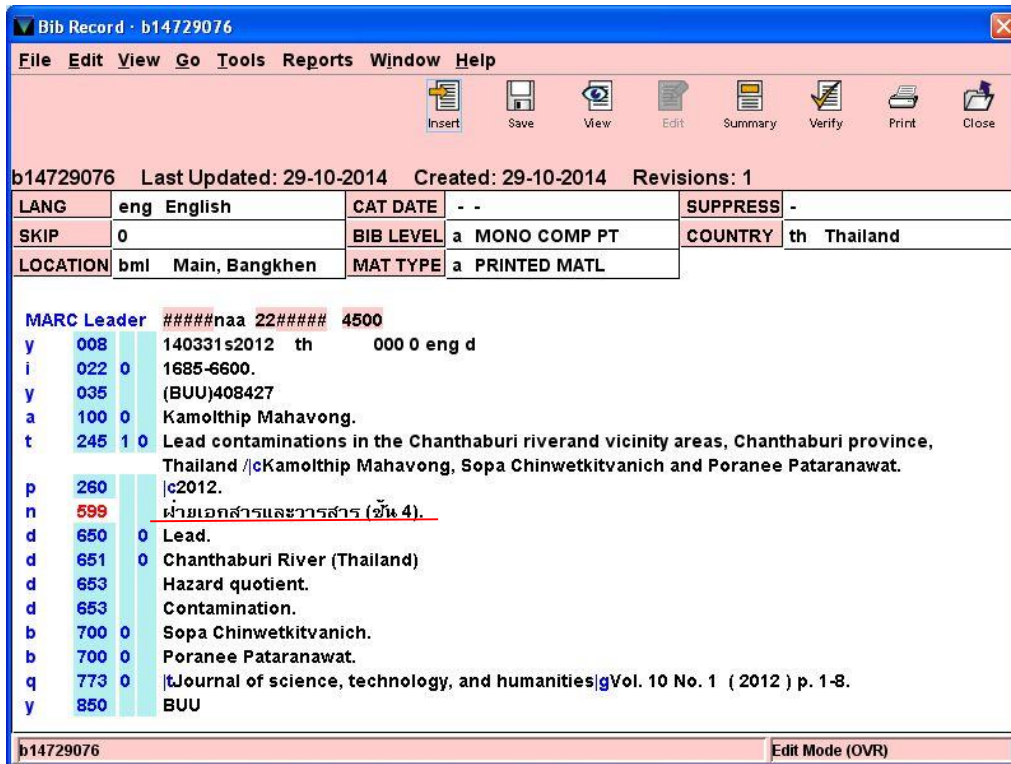 Bib Record · b14729076
File Edit View Go Tools Reports Window Help
Insert Save View Edit Summary Verify Print Close
b14729076 Last Updated: 29-10-2014 Created: 29-10-2014 Revisions: 1
LANG eng English CAT DATE - - SUPPRESS -
SKIP 0 BIB LEVEL a MONO COMP PT COUNTRY th Thailand
LOCATION bml Main, Bangkhen MAT TYPE a PRINTED MATL
MARC Leader #####naa 22##### 4500
y 008 140331s2012 th 000 0 eng d
i 022 0 1685-6600.
y 035 (BUU)408427
a 100 0 Kamolthip Mahavong.
t 245 1 0 Lead contaminations in the Chanthaburi riverand vicinity areas, Chanthaburi province,
Thailand /|cKamolthip Mahavong, Sopa Chinwetkitvanich and Poranee Pataranawat.
p 260 |c2012.
n 599 ฝ่ายเอกสารและวารสาร (ชั้น 4).
d 650 0 Lead.
d 651 0 Chanthaburi River (Thailand)
d 653 Hazard quotient.
d 653 Contamination.
b 700 0 Sopa Chinwetkitvanich.
b 700 0 Poranee Pataranawat.
q 773 0 |tJournal of science, technology, and humanities|gVol. 10 No. 1 ( 2012 ) p. 1-8.
y 850 BUU
b14729076 Edit Mode (OVR)